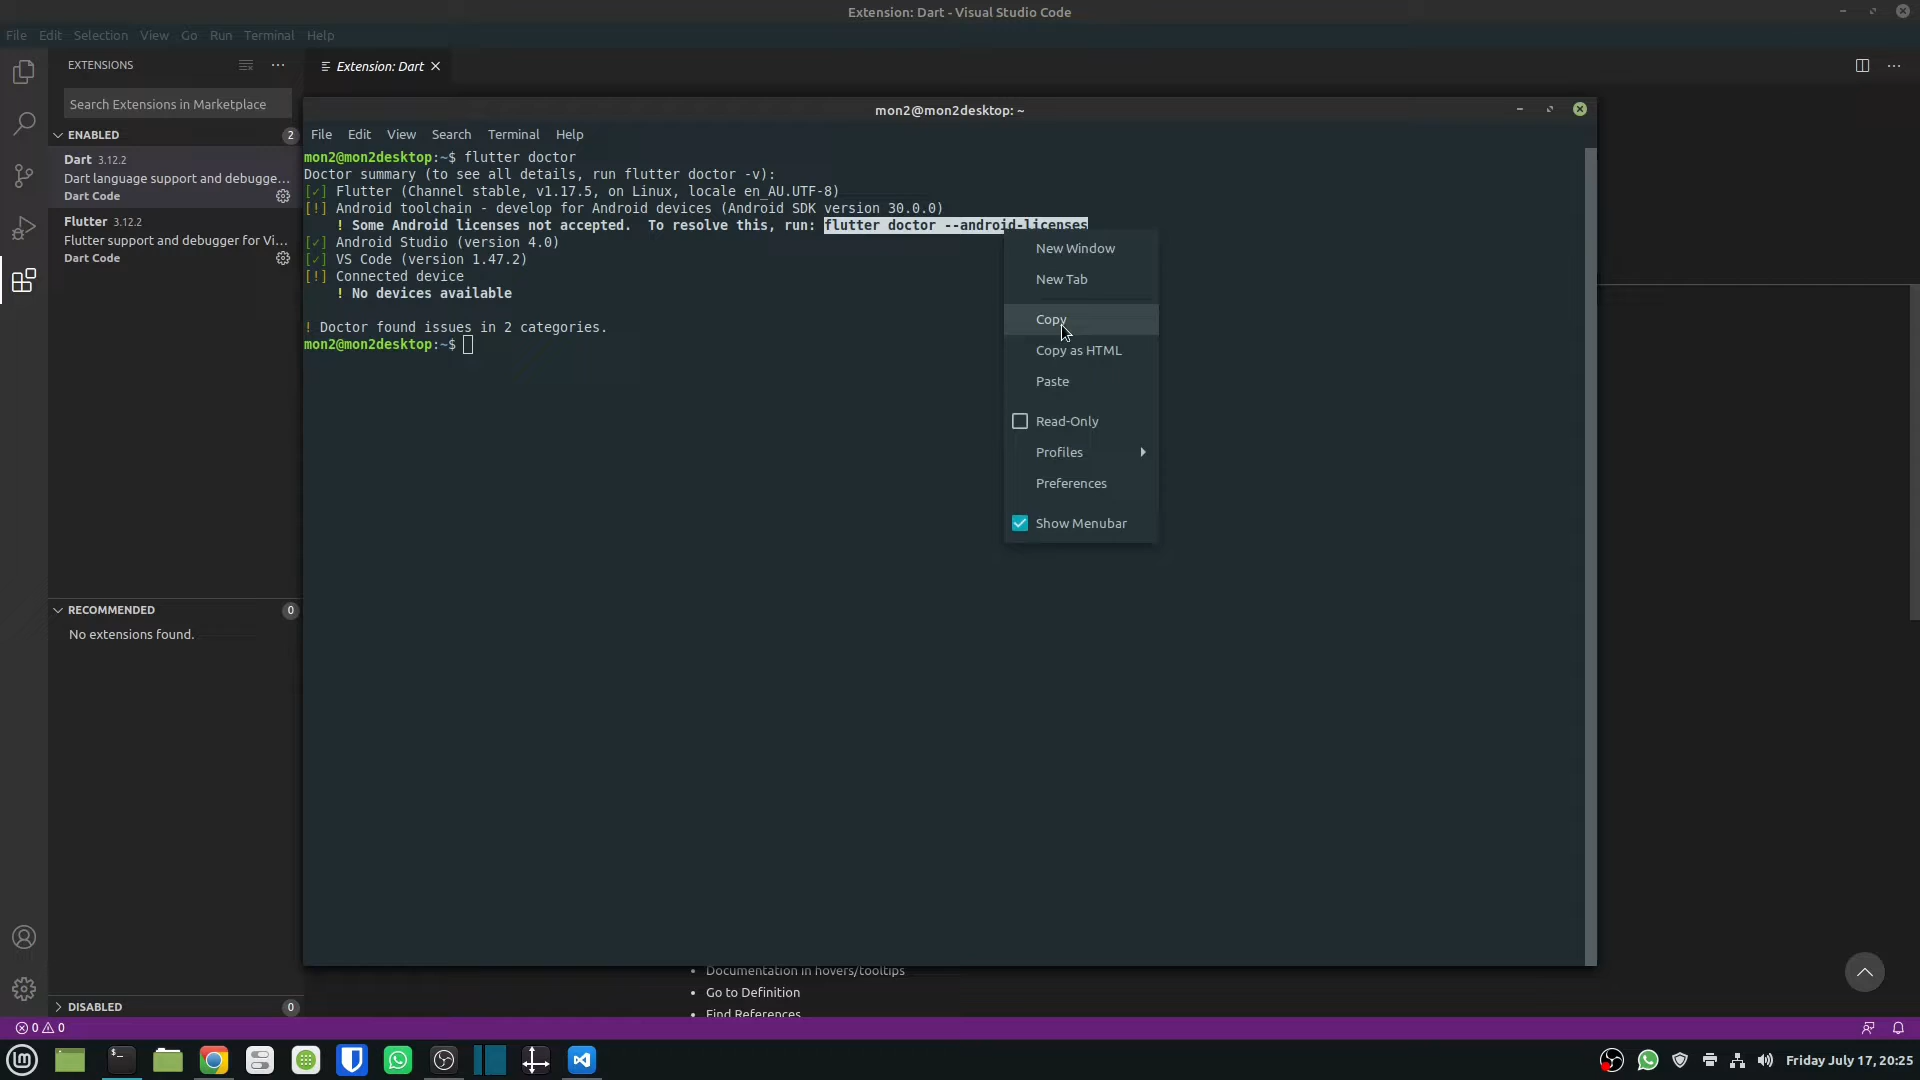 Extension: Dart - Visual Studio Code
File Edit Selection View Go Run Terminal Help
EXTENSIONS
Extension: Dart
Search Extensions in Marketplace
ENABLED 2
Dart 3.12.2
Dart language support and debugge...
Dart Code
Flutter 3.12.2
Flutter support and debugger for Vi...
Dart Code
RECOMMENDED 0
No extensions found.
DISABLED 0
mon2@mon2desktop: ~
File Edit View Search Terminal Help
mon2@mon2desktop:~$ flutter doctor
Doctor summary (to see all details, run flutter doctor -v):
[✓] Flutter (Channel stable, v1.17.5, on Linux, locale en_AU.UTF-8)
[!] Android toolchain - develop for Android devices (Android SDK version 30.0.0)
! Some Android licenses not accepted.  To resolve this, run: flutter doctor --android-licenses
[✓] Android Studio (version 4.0)
[✓] VS Code (version 1.47.2)
[!] Connected device
! No devices available
! Doctor found issues in 2 categories.
mon2@mon2desktop:~$
New Window
New Tab
Copy
Copy as HTML
Paste
Read-Only
Profiles
Preferences
Show Menubar
Documentation in hovers/tooltips
Go to Definition
Find References
0 0
Friday July 17, 20:25